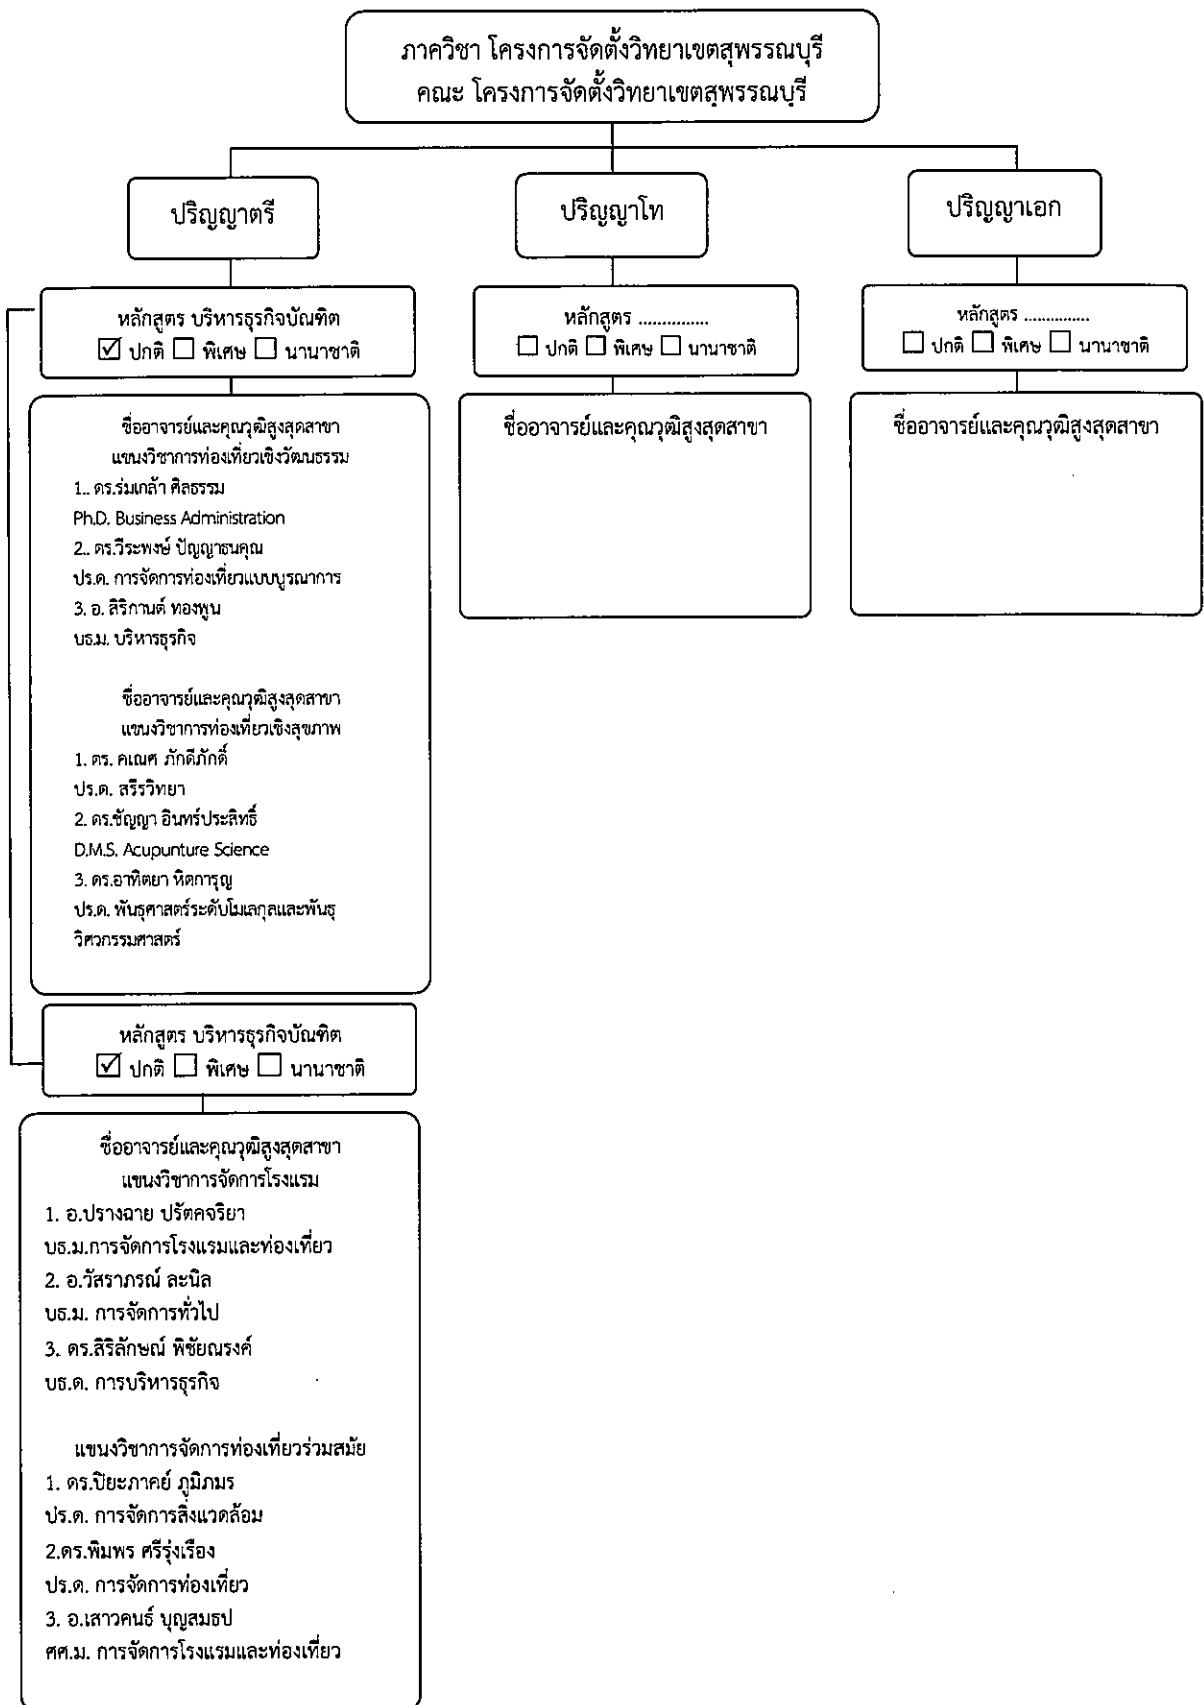 ภาควิชา โครงการจัดตั้งวิทยาเขตสุพรรณบุรี
คณะ โครงการจัดตั้งวิทยาเขตสุพรรณบุรี
ปริญญาตรี
ปริญญาโท
ปริญญาเอก
หลักสูตร บริหารธุรกิจบัณฑิต
☑ ปกติ ☐ พิเศษ ☐ นานาชาติ
หลักสูตร ...............
☐ ปกติ ☐ พิเศษ ☐ นานาชาติ
หลักสูตร ..............
☐ ปกติ ☐ พิเศษ ☐ นานาชาติ
ชื่ออาจารย์และคุณวุฒิสูงสุดสาขา
แขนงวิชาการท่องเที่ยวเชิงวัฒนธรรม
1.. ดร.ร่มเกล้า ศิลธรรม
Ph.D. Business Administration
2.. ดร.วีระพงษ์ ปัญญาธนคุณ
ปร.ด. การจัดการท่องเที่ยวแบบบูรณาการ
3. อ. สิริกานต์ ทองพูน
บธ.ม. บริหารธุรกิจ
ชื่ออาจารย์และคุณวุฒิสูงสุดสาขา
แขนงวิชาการท่องเที่ยวเชิงสุขภาพ
1. ดร. คเณศ ภักดีภักดิ์
ปร.ด. สรีรวิทยา
2. ดร.ชัญญา อินทร์ประสิทธิ์
D.M.S. Acupunture Science
3. ดร.อาทิตยา หิตการุญ
ปร.ด. พันธุศาสตร์ระดับโมเลกุลและพันธุ
วิศวกรรมศาสตร์
ชื่ออาจารย์และคุณวุฒิสูงสุดสาขา
ชื่ออาจารย์และคุณวุฒิสูงสุดสาขา
หลักสูตร บริหารธุรกิจบัณฑิต
☑ ปกติ ☐ พิเศษ ☐ นานาชาติ
ชื่ออาจารย์และคุณวุฒิสูงสุดสาขา
แขนงวิชาการจัดการโรงแรม
1. อ.ปรางฉาย ปรัตคจริยา
บธ.ม.การจัดการโรงแรมและท่องเที่ยว
2. อ.วัสราภรณ์ ละนิล
บธ.ม. การจัดการทั่วไป
3. ดร.สิริลักษณ์ พิชัยณรงค์
บธ.ด. การบริหารธุรกิจ
แขนงวิชาการจัดการท่องเที่ยวร่วมสมัย
1. ดร.ปิยะภาคย์ ภูมิภมร
ปร.ด. การจัดการสิ่งแวดล้อม
2.ดร.พิมพร ศรีรุ่งเรือง
ปร.ด. การจัดการท่องเที่ยว
3. อ.เสาวคนธ์ บุญสมธป
ศศ.ม. การจัดการโรงแรมและท่องเที่ยว